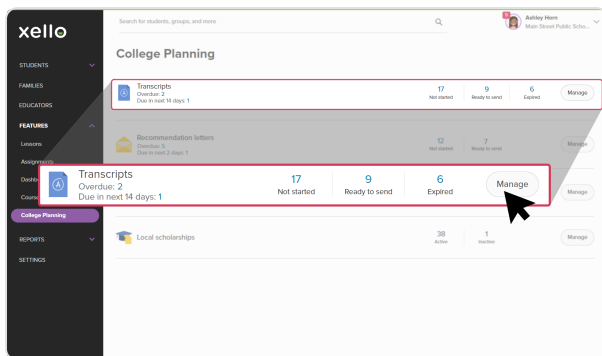 xello
Search for students, groups, and more
5
Ashley Horn
Main Street Public Scho...
College Planning
STUDENTS
FAMILIES
EDUCATORS
FEATURES
Lessons
Assignments
Dashb
Course
College Planning
REPORTS
SETTINGS
Transcripts
Overdue: 2
Due in next 14 days: 1
17
Not started
9
Ready to send
6
Expired
Manage
Recommendation letters
Overdue: 5
Due in next 2 days: 1
12
Not started
7
Ready to send
Manage
Transcripts
Overdue: 2
Due in next 14 days: 1
17
Not started
9
Ready to send
6
Expired
Manage
Manage
Local scholarships
38
Active
1
Inactive
Manage